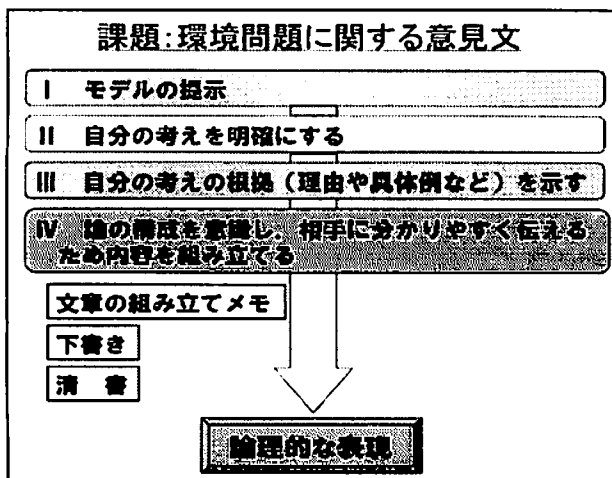 課題:環境問題に関する意見文
Ⅰ モデルの提示
Ⅱ 自分の考えを明確にする
Ⅲ 自分の考えの根拠（理由や具体例など）を示す
Ⅳ 論の構成を意識し、相手に分かりやすく伝える
ため内容を組み立てる
文章の組み立てメモ
下書き
清 書
論理的な表現